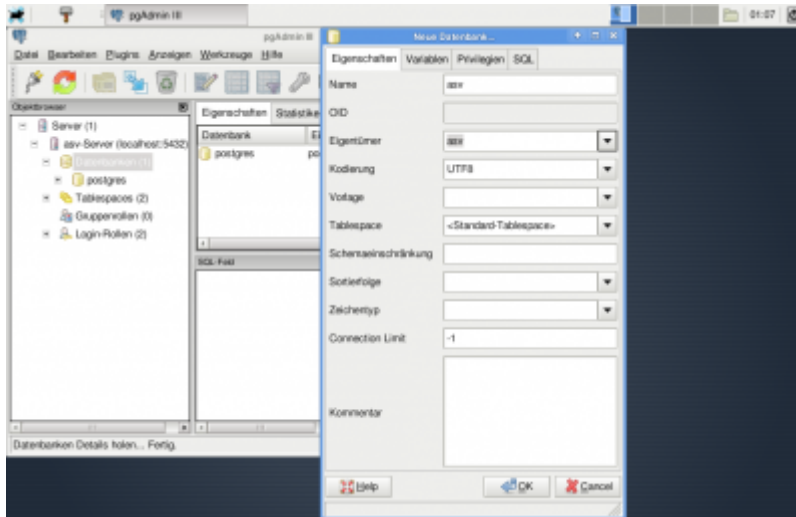 pgAdmin III
01:07
pgAdmin III
Datei Bearbeiten Plugins Anzeigen Werkzeuge Hilfe
Objektbrowser
Server (1)
asv-Server (localhost:5432)
Datenbanken (1)
postgres
Tablespaces (2)
Gruppenrollen (0)
Login-Rollen (2)
Eigenschaften Statistike
Datenbank Ei
postgres po
SQL-Feld
Datenbanken Details holen... Fertig.
Neue Datenbank...
Eigenschaften Variablen Privilegien SQL
Name asv
OID
Eigentümer asv
Kodierung UTF8
Vorlage
Tablespace <Standard-Tablespace>
Schemaeinschränkung
Sortierfolge
Zeichentyp
Connection Limit -1
Kommentar
Help OK Cancel